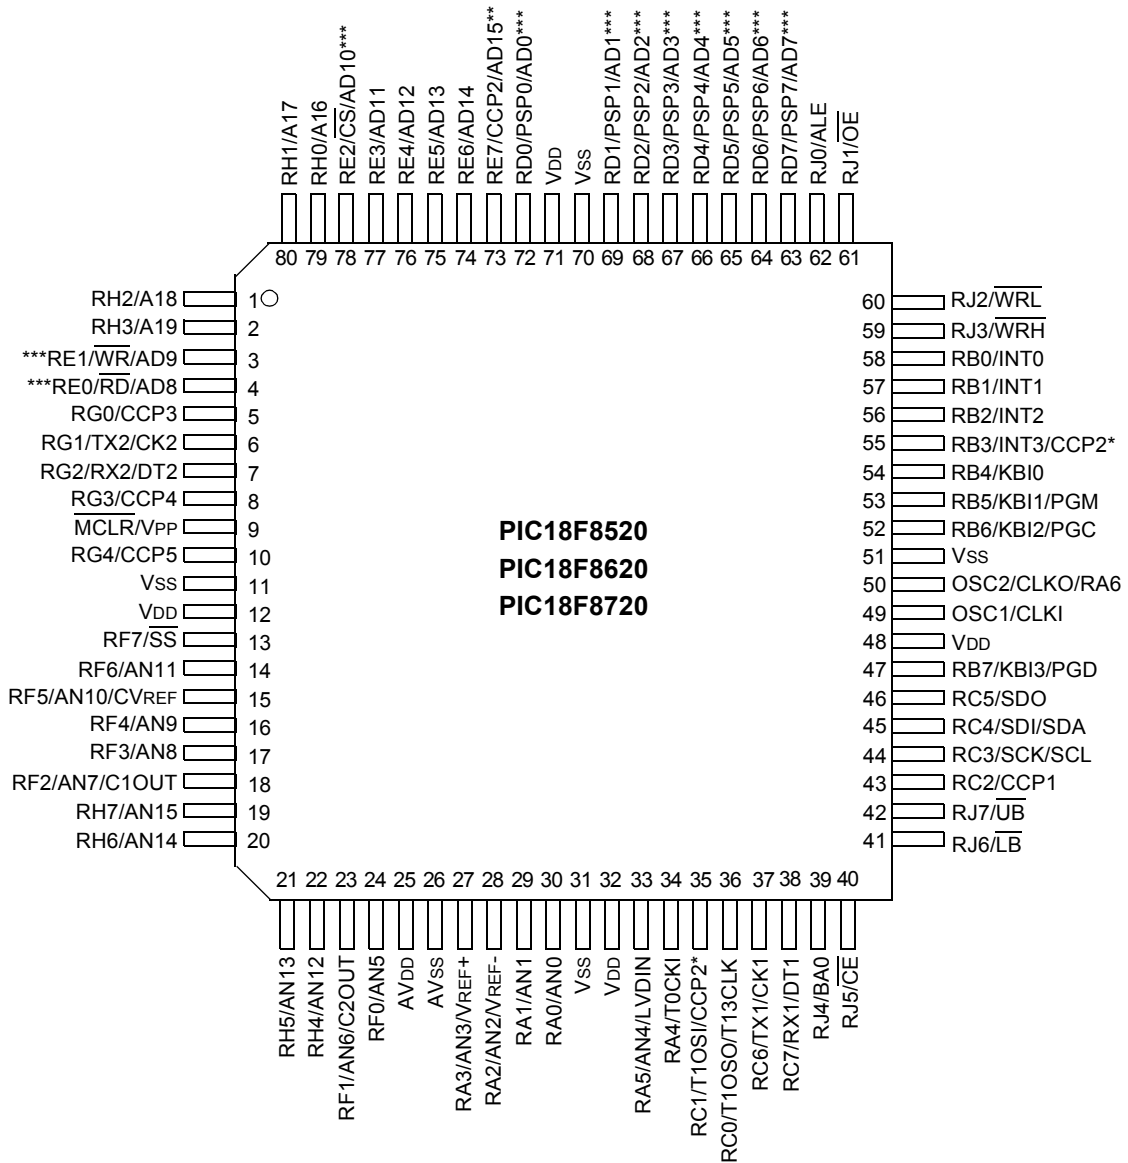 RH1/A17
RH0/A16
RE2/CS/AD10***
RE3/AD11
RE4/AD12
RE5/AD13
RE6/AD14
RE7/CCP2/AD15**
RD0/PSP0/AD0***
VDD
VSS
RD1/PSP1/AD1***
RD2/PSP2/AD2***
RD3/PSP3/AD3***
RD4/PSP4/AD4***
RD5/PSP5/AD5***
RD6/PSP6/AD6***
RD7/PSP7/AD7***
RJ0/ALE
RJ1/OE
80 79 78 77 76 75 74 73 72 71 70 69 68 67 66 65 64 63 62 61
RH2/A18 1
RH3/A19 2
***RE1/WR/AD9 3
***RE0/RD/AD8 4
RG0/CCP3 5
RG1/TX2/CK2 6
RG2/RX2/DT2 7
RG3/CCP4 8
MCLR/VPP 9
RG4/CCP5 10
VSS 11
VDD 12
RF7/SS 13
RF6/AN11 14
RF5/AN10/CVREF 15
RF4/AN9 16
RF3/AN8 17
RF2/AN7/C1OUT 18
RH7/AN15 19
RH6/AN14 20
PIC18F8520
PIC18F8620
PIC18F8720
60 RJ2/WRL
59 RJ3/WRH
58 RB0/INT0
57 RB1/INT1
56 RB2/INT2
55 RB3/INT3/CCP2*
54 RB4/KBI0
53 RB5/KBI1/PGM
52 RB6/KBI2/PGC
51 VSS
50 OSC2/CLKO/RA6
49 OSC1/CLKI
48 VDD
47 RB7/KBI3/PGD
46 RC5/SDO
45 RC4/SDI/SDA
44 RC3/SCK/SCL
43 RC2/CCP1
42 RJ7/UB
41 RJ6/LB
21 22 23 24 25 26 27 28 29 30 31 32 33 34 35 36 37 38 39 40
RH5/AN13
RH4/AN12
RF1/AN6/C2OUT
RF0/AN5
AVDD
AVSS
RA3/AN3/VREF+
RA2/AN2/VREF-
RA1/AN1
RA0/AN0
VSS
VDD
RA5/AN4/LVDIN
RA4/T0CKI
RC1/T1OSI/CCP2*
RC0/T1OSO/T13CLK
RC6/TX1/CK1
RC7/RX1/DT1
RJ4/BA0
RJ5/CE